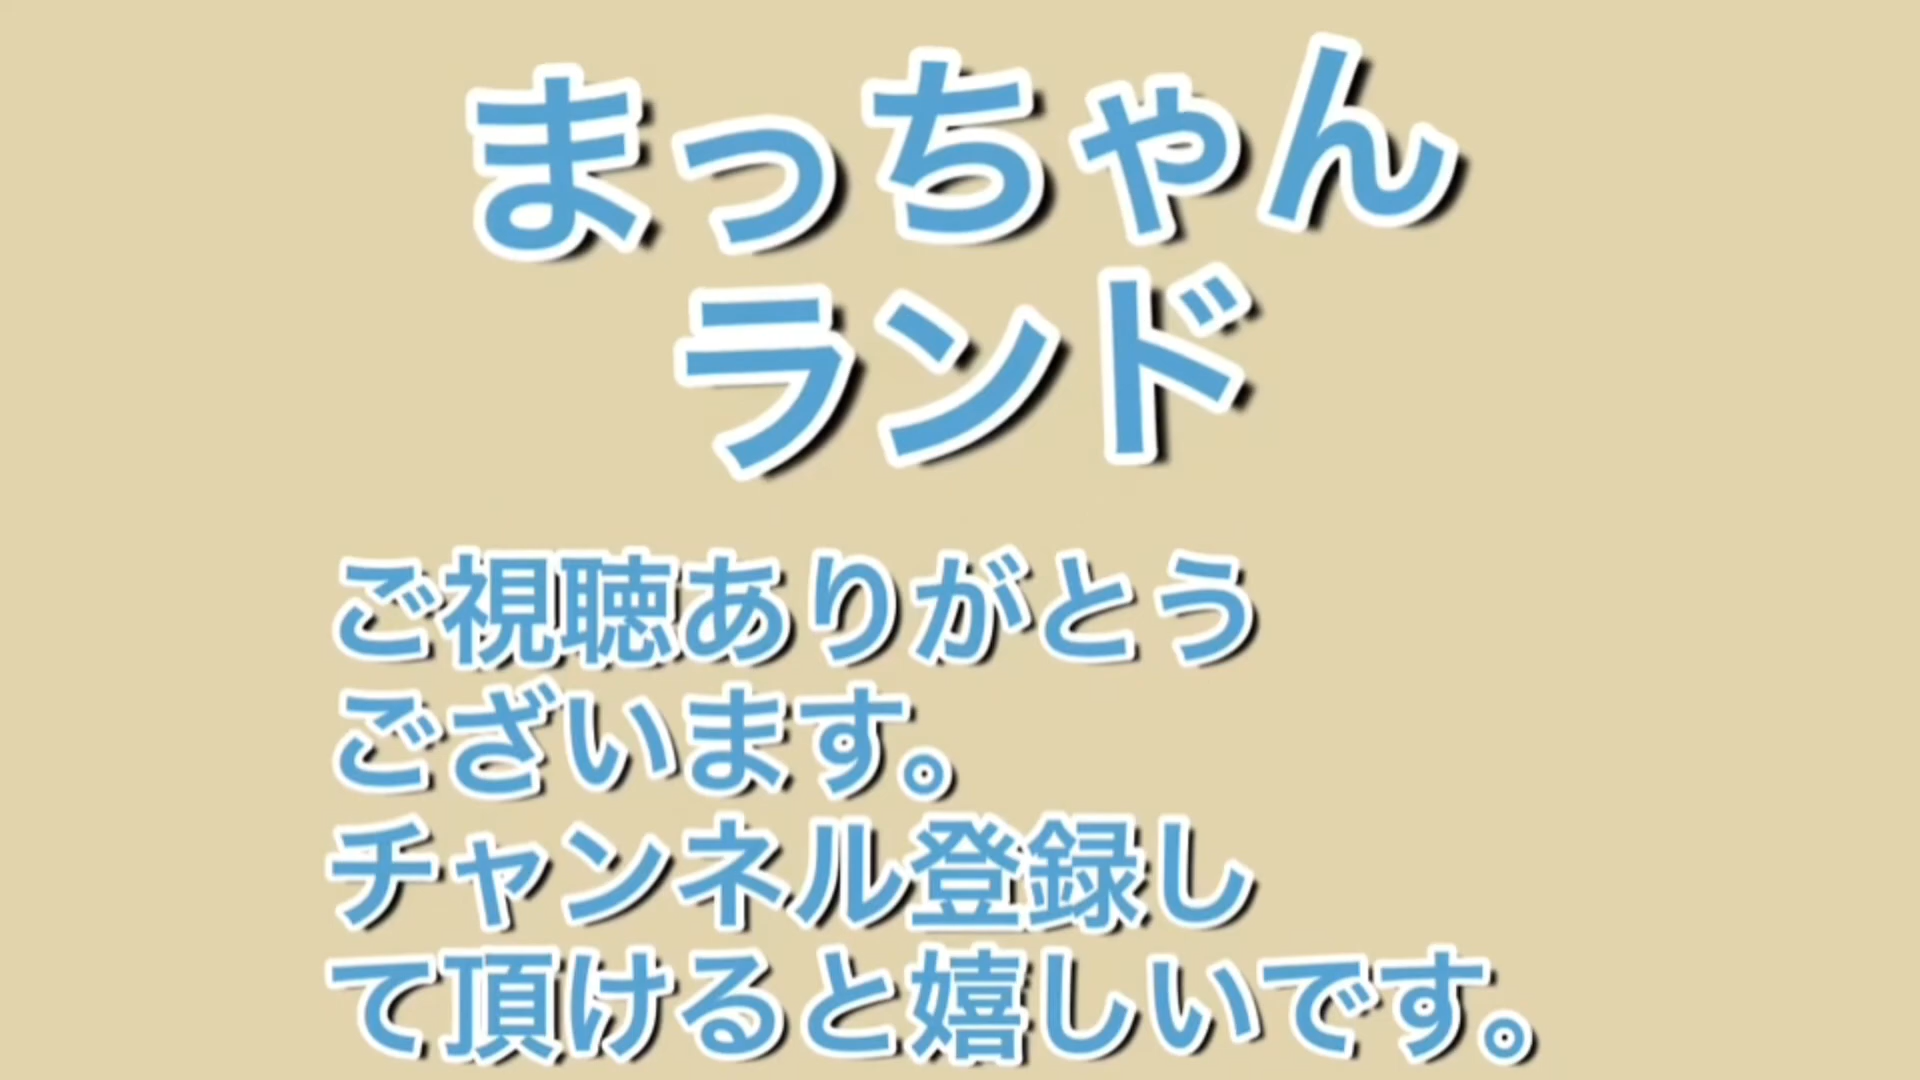 まっちゃん
ランド
ご視聴ありがとう
ございます。
チャンネル登録し
て頂けると嬉しいです。